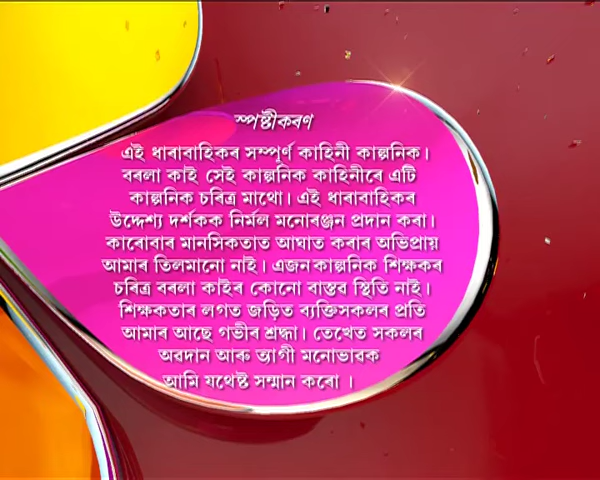 স্পষ্টীকৰণ
এই ধাৰাবাহিকৰ সম্পূৰ্ণ কাহিনী কাল্পনিক।
বৰলা কাই সেই কাল্পনিক কাহিনীৰে এটি
কাল্পনিক চৰিত্ৰ মাথো। এই ধাৰাবাহিকৰ
উদ্দেশ্য দৰ্শকক নিৰ্মল মনোৰঞ্জন প্ৰদান কৰা।
কাৰোবাৰ মানসিকতাত আঘাত কৰাৰ অভিপ্ৰায়
আমাৰ তিলমানো নাই। এজন কাল্পনিক শিক্ষকৰ
চৰিত্ৰ বৰলা কাইৰ কোনো বাস্তৱ স্থিতি নাই।
শিক্ষকতাৰ লগত জড়িত ব্যক্তিসকলৰ প্ৰতি
আমাৰ আছে গভীৰ শ্ৰদ্ধা। তেখেত সকলৰ
অৱদান আৰু ত্যাগী মনোভাৱক
আমি যথেষ্ট সন্মান কৰো ।